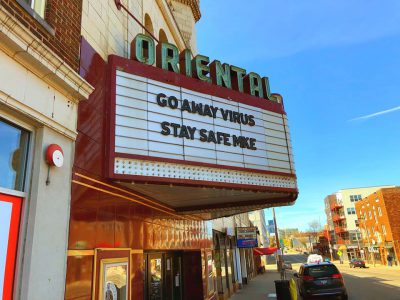 ORIENTAL
GO AWAY VIRUS
STAY SAFE MKE